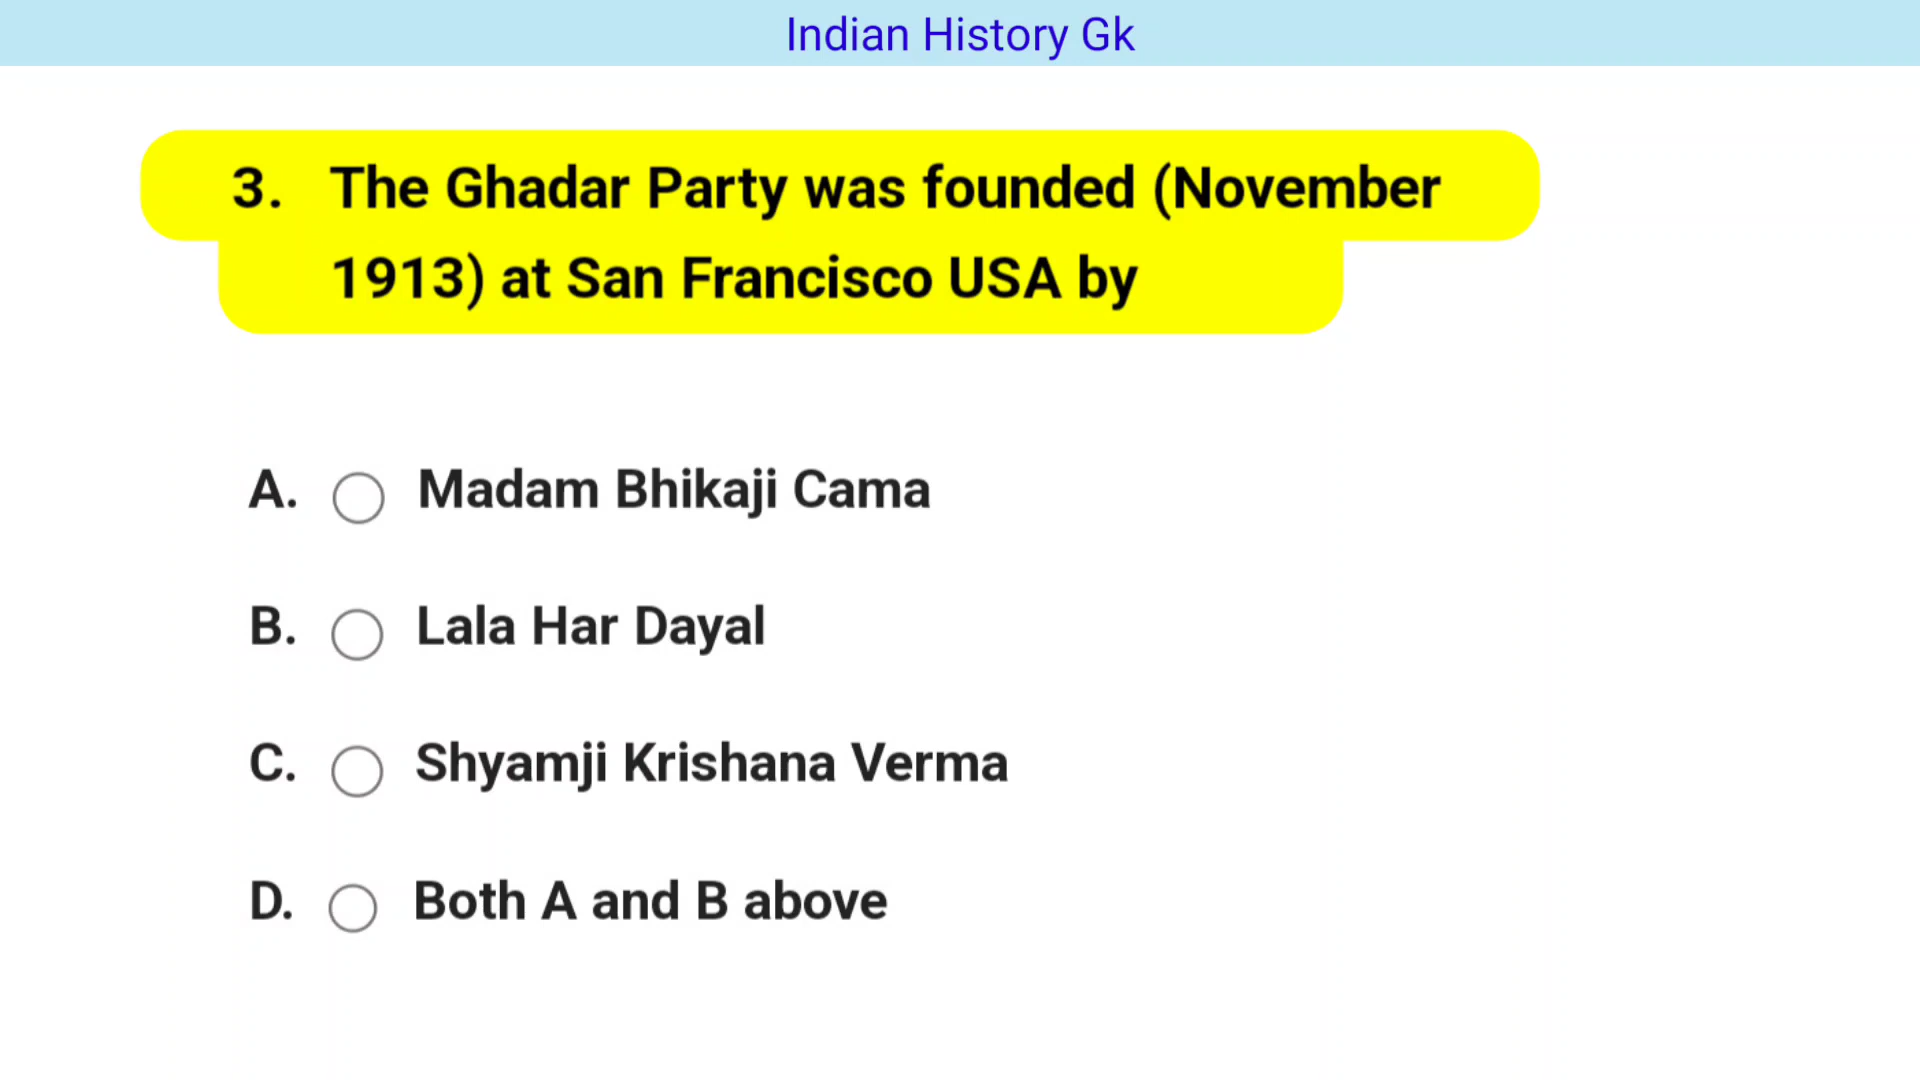 Indian History Gk
3. The Ghadar Party was founded (November
1913) at San Francisco USA by
A. Madam Bhikaji Cama
B. Lala Har Dayal
C. Shyamji Krishana Verma
D. Both A and B above